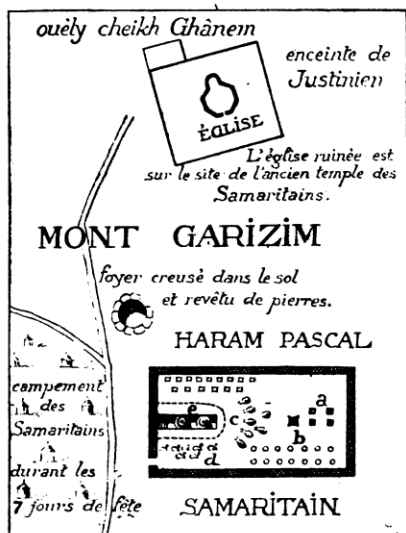 ouèly cheikh Ghânem
enceinte de
Justinien
ÉGLISE
L'église ruinée est
sur le site de l'ancien temple des
Samaritains.
MONT GARIZIM
foyer creusé dans le sol
et revêtu de pierres.
HARAM PASCAL
a
e
c
b
d d d d
d
campement
des
Samaritains
durant les
7 jours de fête
SAMARITAIN